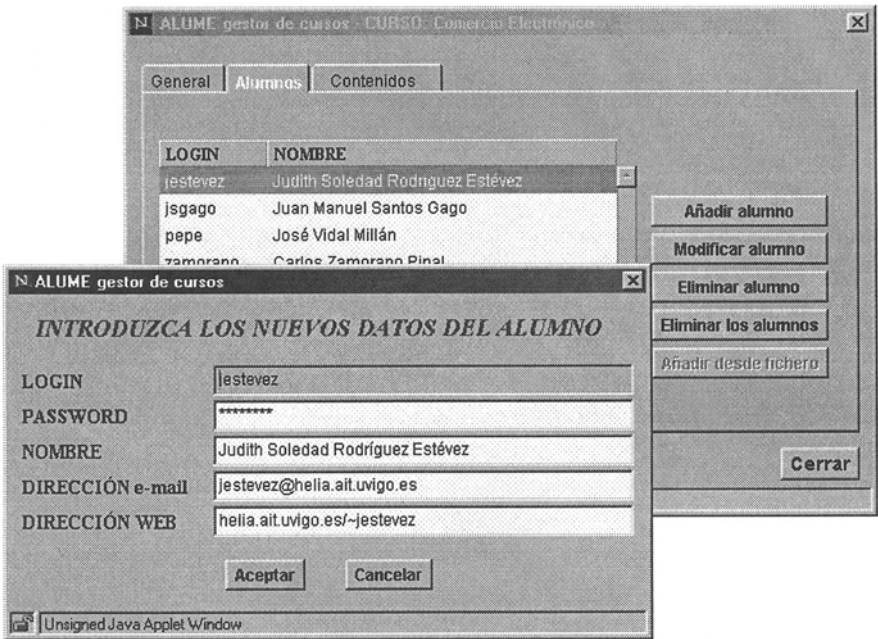 ALUME gestor de cursos - CURSO: Comercio Electrónico
General Alumnos Contenidos
LOGIN NOMBRE
jestevez Judith Soledad Rodríguez Estévez
jsgago Juan Manuel Santos Gago
pepe José Vidal Millán
zamorano Carlos Zamorano Pinal
Añadir alumno
Modificar alumno
Eliminar alumno
Eliminar los alumnos
Añadir desde fichero
Cerrar
ALUME gestor de cursos
INTRODUZCA LOS NUEVOS DATOS DEL ALUMNO
LOGIN jestevez
PASSWORD ********
NOMBRE Judith Soledad Rodríguez Estévez
DIRECCIÓN e-mail jestevez@helia.ait.uvigo.es
DIRECCIÓN WEB helia.ait.uvigo.es/~jestevez
Aceptar Cancelar
Unsigned Java Applet Window